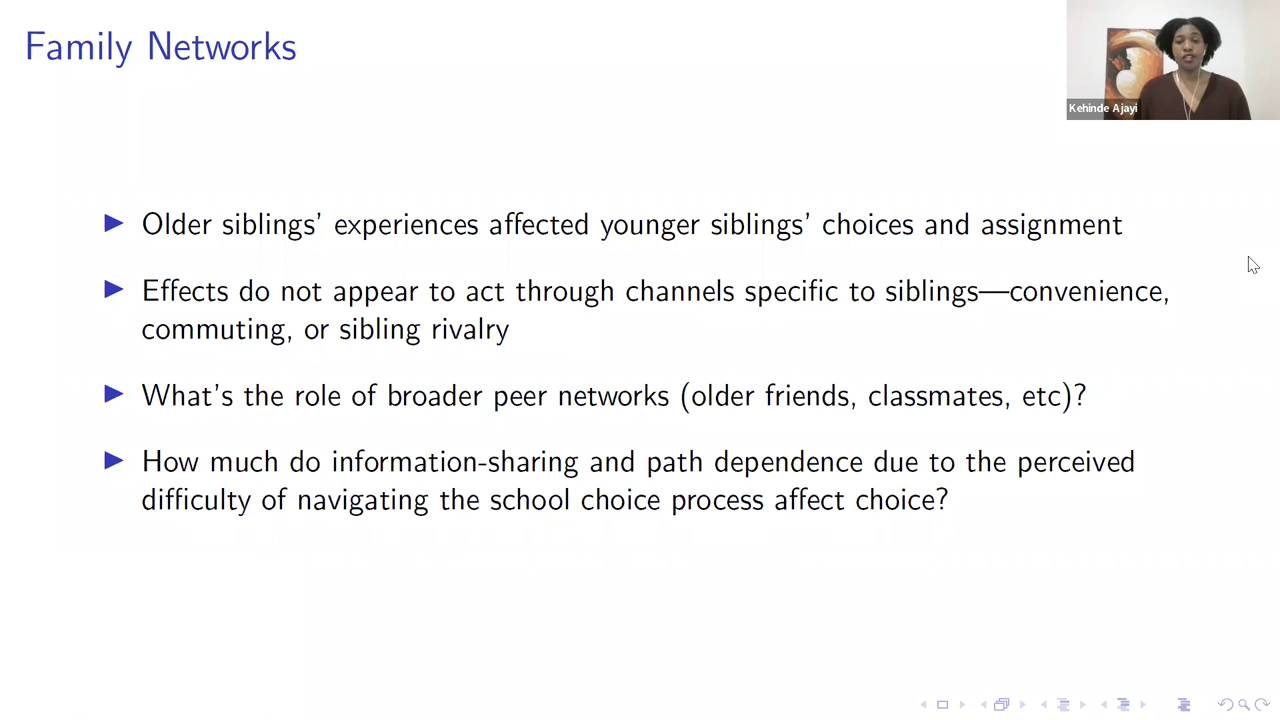 Family Networks
Kehinde Ajayi
Older siblings’ experiences affected younger siblings’ choices and assignment
Effects do not appear to act through channels specific to siblings—convenience,
commuting, or sibling rivalry
What’s the role of broader peer networks (older friends, classmates, etc)?
How much do information-sharing and path dependence due to the perceived
difficulty of navigating the school choice process affect choice?